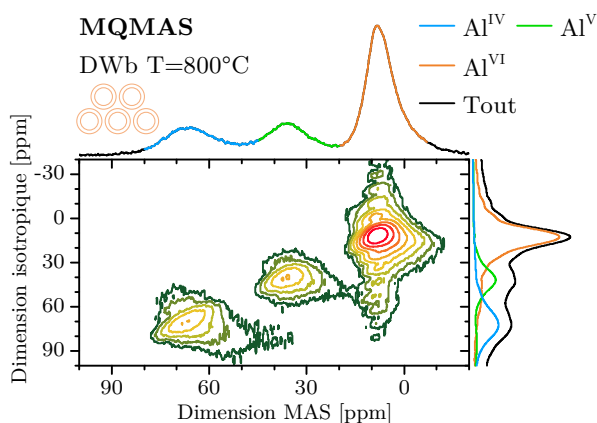 MQMAS
DWb T=800°C
Al^IV
Al^V
Al^VI
Tout
Dimension isotropique [ppm]
-30
0
30
60
90
90
60
30
0
Dimension MAS [ppm]